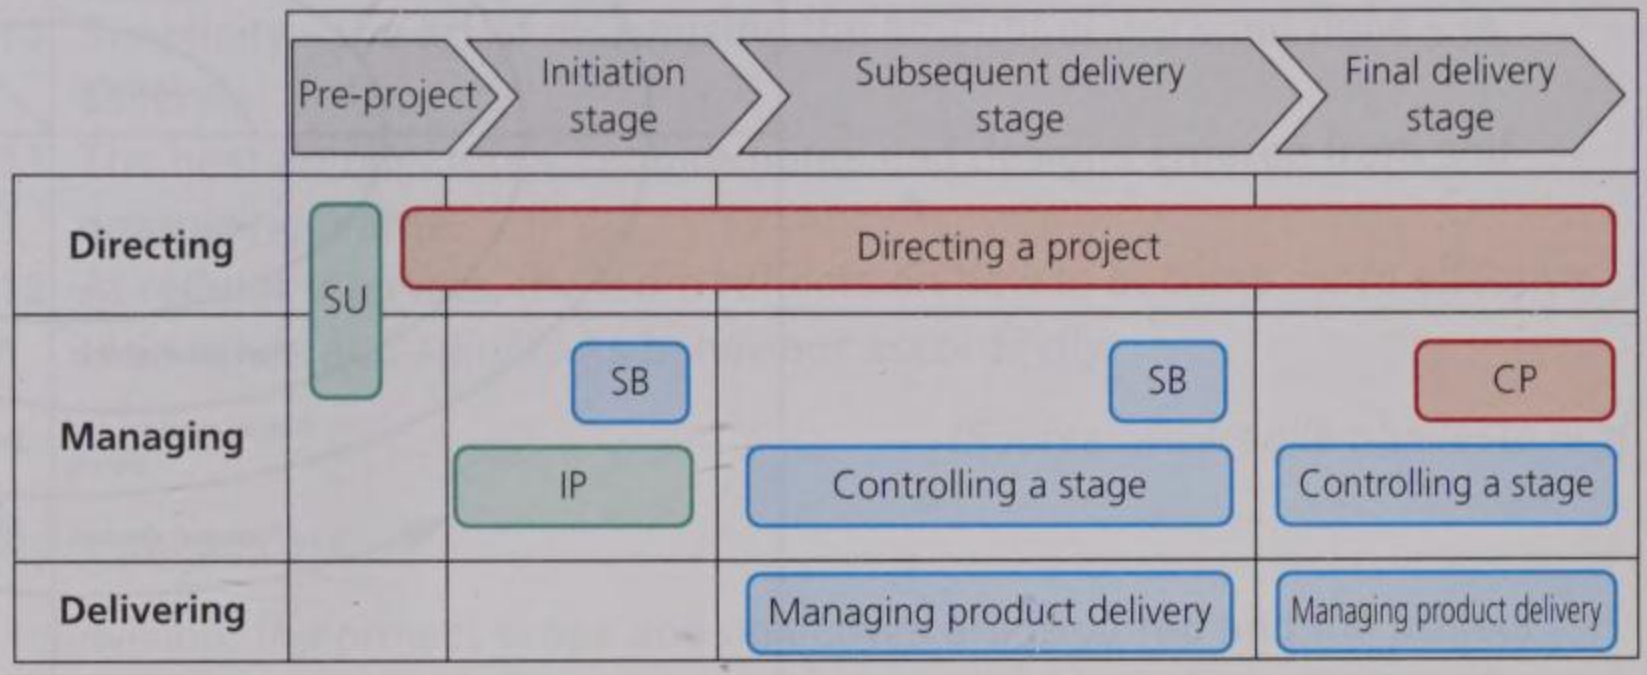 Pre-project
Initiation
stage
Subsequent delivery
stage
Final delivery
stage
Directing
SU
Directing a project
Managing
SB
SB
CP
IP
Controlling a stage
Controlling a stage
Delivering
Managing product delivery
Managing product delivery